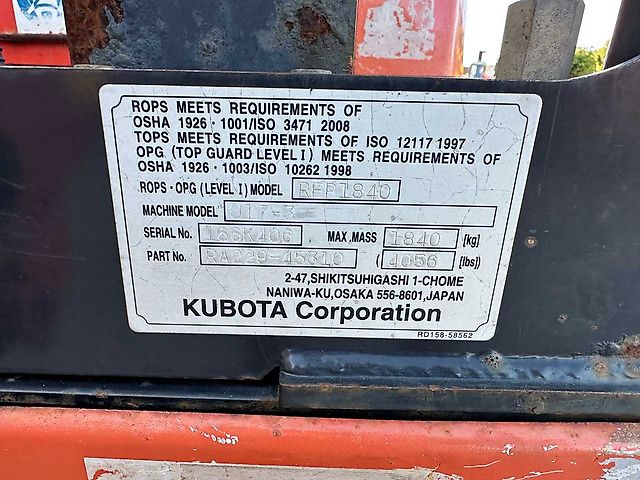 ROPS MEETS REQUIREMENTS OF
OSHA 1926・1001/ISO 3471 2008
TOPS MEETS REQUIREMENTS OF ISO 12117 1997
OPG (TOP GUARD LEVEL I) MEETS REQUIREMENTS OF
OSHA 1926・1003/ISO 10262 1998
ROPS・OPG (LEVEL I) MODEL RFP1840
MACHINE MODEL U17-3
SERIAL No. 166K406 MAX.MASS 1840 [kg]
PART No. RA229-45310 (4056) [lbs]
2-47,SHIKITSUHIGASHI 1-CHOME
NANIWA-KU,OSAKA 556-8601,JAPAN
KUBOTA Corporation
RD158-58562